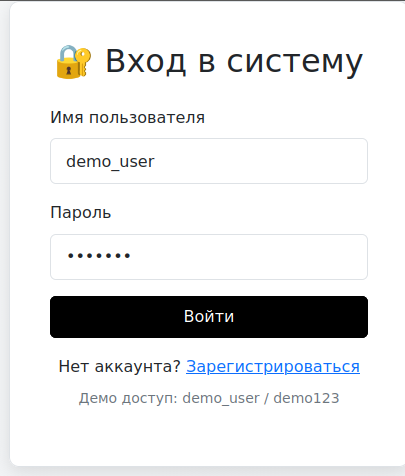 🔐 Вход в систему
Имя пользователя
demo_user
Пароль
•••••••
Войти
Нет аккаунта? Зарегистрироваться
Демо доступ: demo_user / demo123